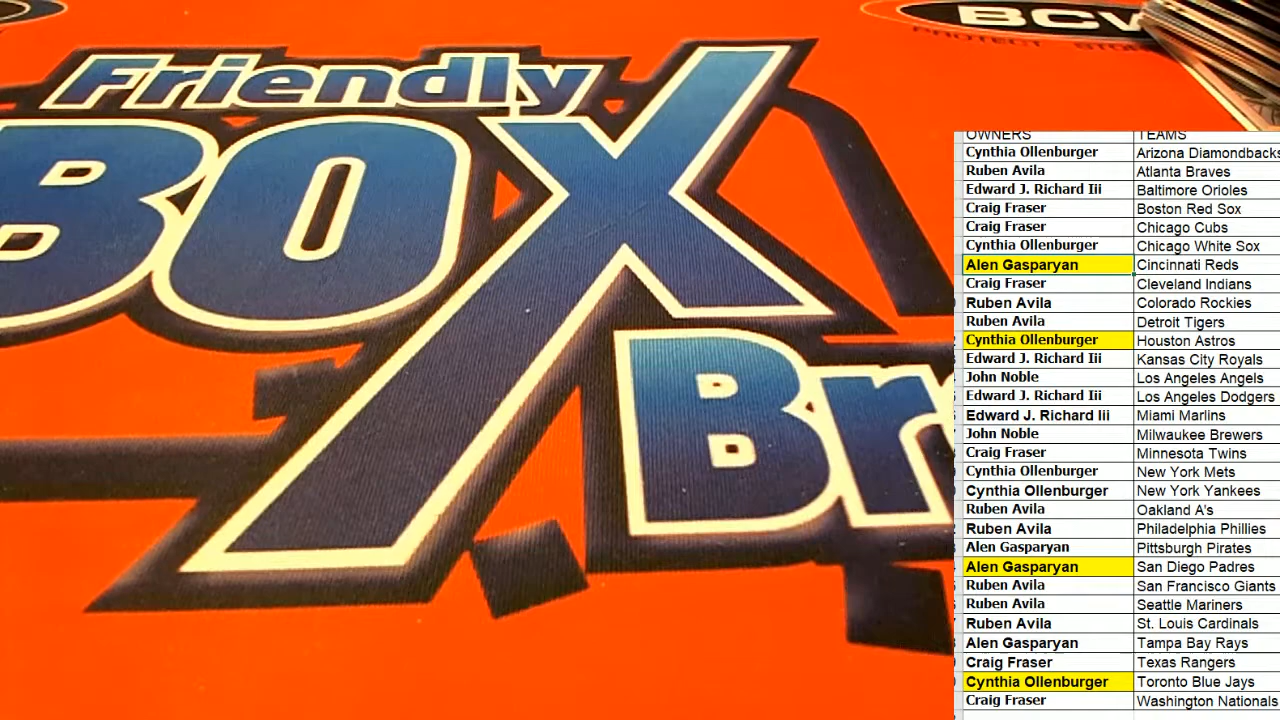 Friendly
BOX
Br
BCW
PROTECT STO
OWNERS TEAMS
Cynthia Ollenburger Arizona Diamondbacks
Ruben Avila Atlanta Braves
Edward J. Richard Iii Baltimore Orioles
Craig Fraser Boston Red Sox
Craig Fraser Chicago Cubs
Cynthia Ollenburger Chicago White Sox
Alen Gasparyan Cincinnati Reds
Craig Fraser Cleveland Indians
Ruben Avila Colorado Rockies
Ruben Avila Detroit Tigers
Cynthia Ollenburger Houston Astros
Edward J. Richard Iii Kansas City Royals
John Noble Los Angeles Angels
Edward J. Richard Iii Los Angeles Dodgers
Edward J. Richard Iii Miami Marlins
John Noble Milwaukee Brewers
Craig Fraser Minnesota Twins
Cynthia Ollenburger New York Mets
Cynthia Ollenburger New York Yankees
Ruben Avila Oakland A's
Ruben Avila Philadelphia Phillies
Alen Gasparyan Pittsburgh Pirates
Alen Gasparyan San Diego Padres
Ruben Avila San Francisco Giants
Ruben Avila Seattle Mariners
Ruben Avila St. Louis Cardinals
Alen Gasparyan Tampa Bay Rays
Craig Fraser Texas Rangers
Cynthia Ollenburger Toronto Blue Jays
Craig Fraser Washington Nationals